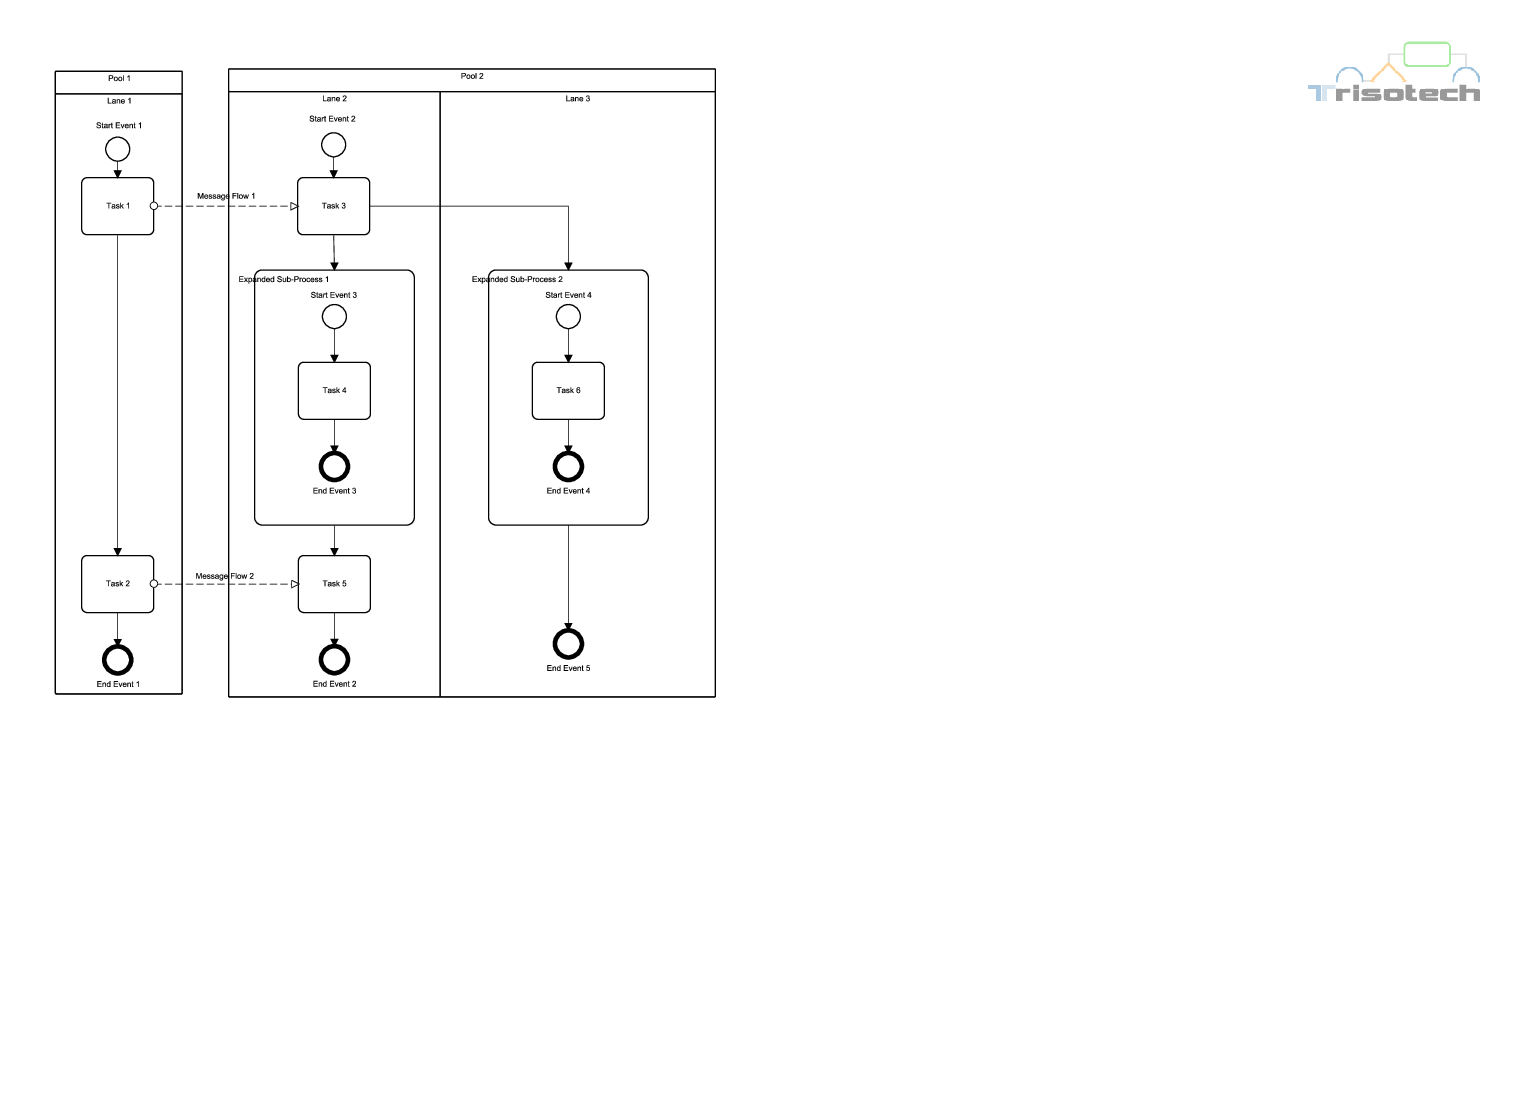 Trisotech
Pool 1
Lane 1
Start Event 1
Task 1
Task 2
End Event 1
Message Flow 1
Message Flow 2
Pool 2
Lane 2
Start Event 2
Task 3
Expanded Sub-Process 1
Start Event 3
Task 4
End Event 3
Task 5
End Event 2
Lane 3
Expanded Sub-Process 2
Start Event 4
Task 6
End Event 4
End Event 5